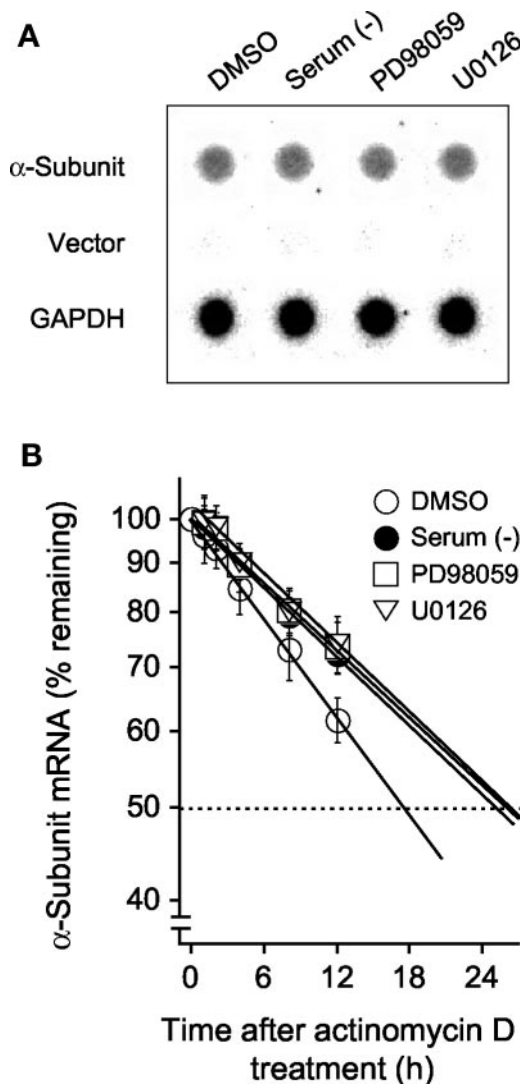 A
DMSO
Serum (-)
PD98059
U0126
α-Subunit
Vector
GAPDH
B
α-Subunit mRNA (% remaining)
100
90
80
70
60
50
40
DMSO
Serum (-)
PD98059
U0126
0 6 12 18 24
Time after actinomycin D
treatment (h)